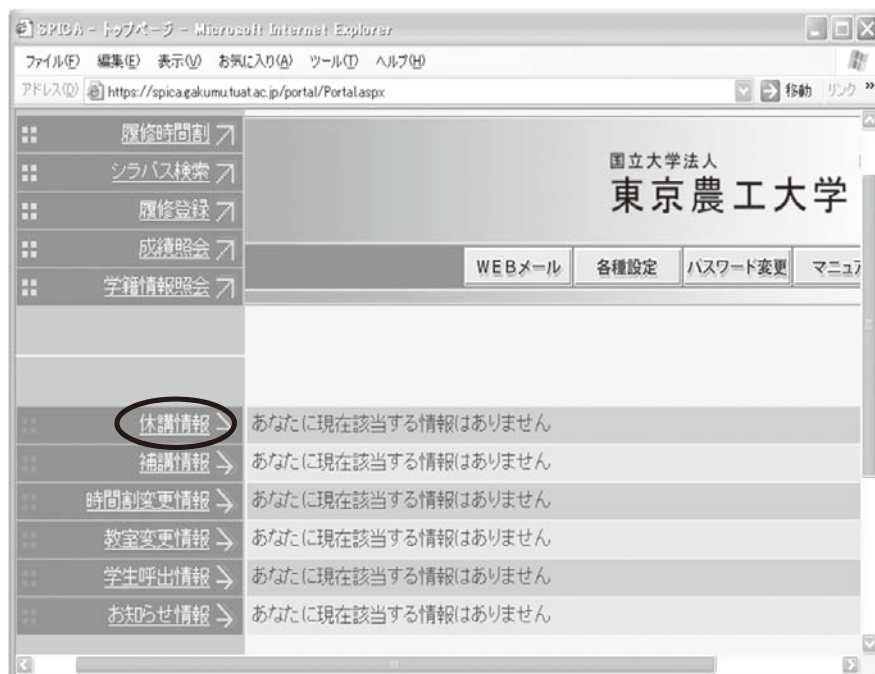 SPICA - トップページ - Microsoft Internet Explorer
ファイル(F) 編集(E) 表示(V) お気に入り(A) ツール(T) ヘルプ(H)
アドレス(D) https://spica.gakumu.tuat.ac.jp/portal/Portal.aspx 移動 リンク »
履修時間割
シラバス検索
履修登録
成績照会
学籍情報照会
国立大学法人
東京農工大学
WEBメール 各種設定 パスワード変更 マニュア
休講情報 あなたに現在該当する情報はありません
補講情報 あなたに現在該当する情報はありません
時間割変更情報 あなたに現在該当する情報はありません
教室変更情報 あなたに現在該当する情報はありません
学生呼出情報 あなたに現在該当する情報はありません
お知らせ情報 あなたに現在該当する情報はありません